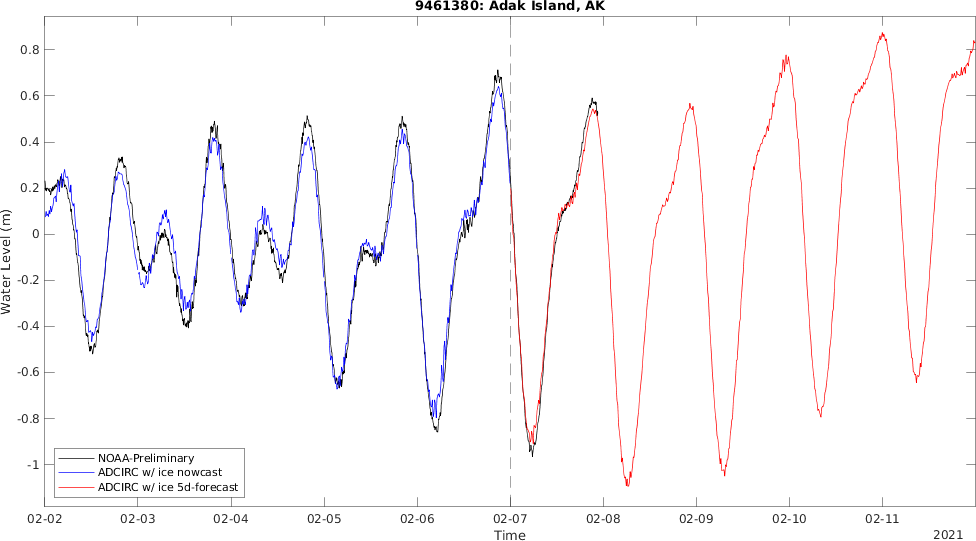 9461380: Adak Island, AK
Water Level (m)
0.8
0.6
0.4
0.2
0
-0.2
-0.4
-0.6
-0.8
-1
NOAA-Preliminary
ADCIRC w/ ice nowcast
ADCIRC w/ ice 5d-forecast
02-02 02-03 02-04 02-05 02-06 02-07 02-08 02-09 02-10 02-11
Time
2021